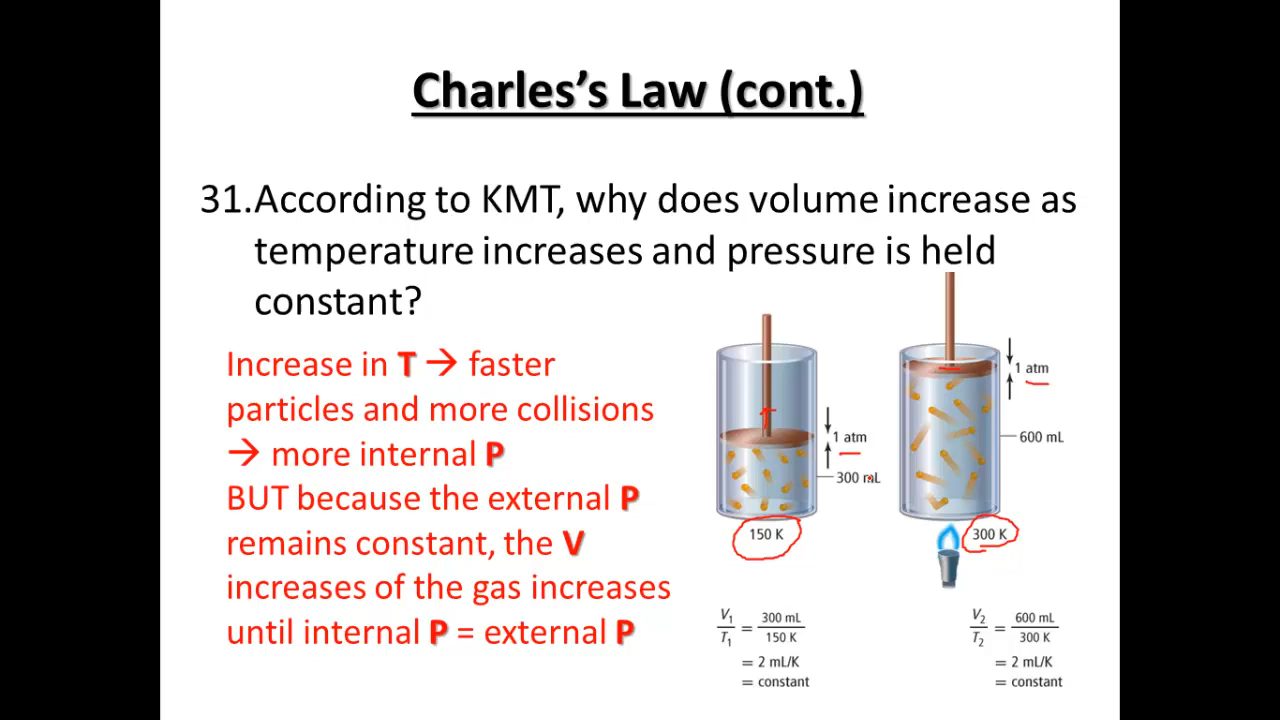 Charles’s Law (cont.)
31.According to KMT, why does volume increase as
temperature increases and pressure is held
constant?
Increase in T → faster
particles and more collisions
→ more internal P
BUT because the external P
remains constant, the V
increases of the gas increases
until internal P = external P
1 atm
300 mL
150 K
1 atm
600 mL
300 K
V₁/T₁ = 300 mL/150 K
= 2 mL/K
= constant
V₂/T₂ = 600 mL/300 K
= 2 mL/K
= constant